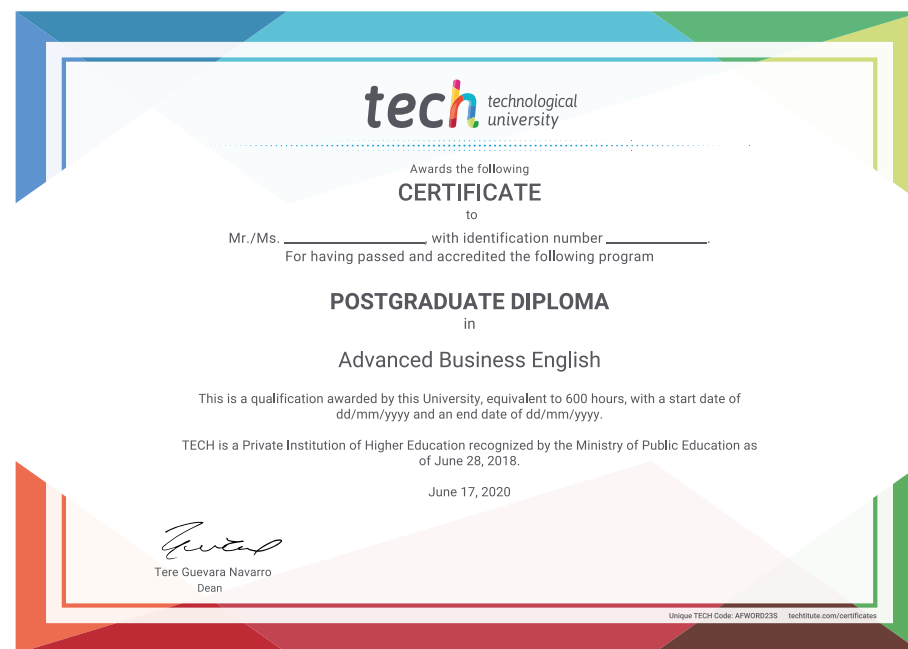 tech technological
university
Awards the following
CERTIFICATE
to
Mr./Ms. ____________, with identification number ____________.
For having passed and accredited the following program
POSTGRADUATE DIPLOMA
in
Advanced Business English
This is a qualification awarded by this University, equivalent to 600 hours, with a start date of
dd/mm/yyyy and an end date of dd/mm/yyyy.
TECH is a Private Institution of Higher Education recognized by the Ministry of Public Education as
of June 28, 2018.
June 17, 2020
Tere Guevara Navarro
Dean
Unique TECH Code: AFWORD23S techtitute.com/certificates